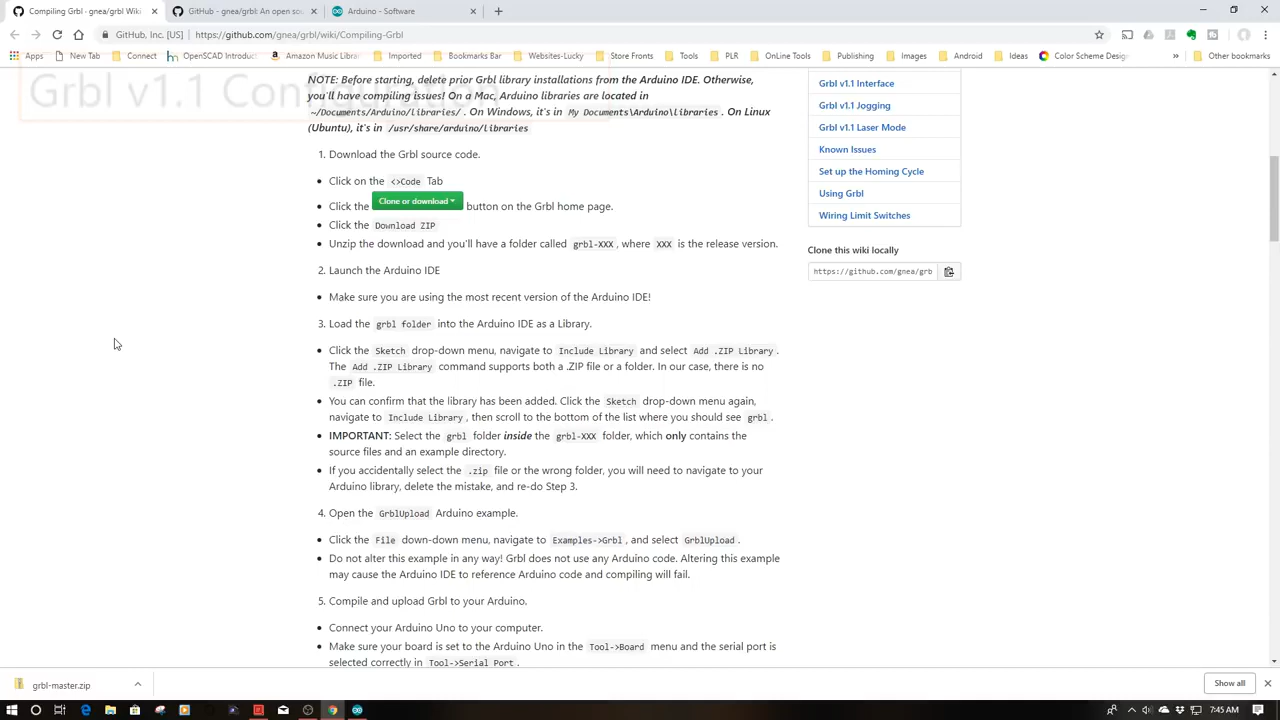 Compiling Grbl · gnea/grbl Wiki
GitHub - gnea/grbl: An open sou
Arduino - Software
GitHub, Inc. [US]
https://github.com/gnea/grbl/wiki/Compiling-Grbl
Apps
New Tab
Connect
OpenSCAD Introduct
Amazon Music Librar
Imported
Bookmarks Bar
Websites-Lucky
Store Fonts
Tools
PLR
OnLine Tools
Publishing
Images
Android
Ideas
Color Scheme Design
»
Other bookmarks
Grbl 1.1 Configuration
NOTE: Before starting, delete prior Grbl library installations from the Arduino IDE. Otherwise,
you'll have compiling issues! On a Mac, Arduino libraries are located in
~/Documents/Arduino/libraries/ . On Windows, it's in My Documents\Arduino\libraries . On Linux
(Ubuntu), it's in /usr/share/arduino/libraries
1. Download the Grbl source code.
• Click on the <>Code Tab
• Click the Clone or download button on the Grbl home page.
• Click the Download ZIP
• Unzip the download and you'll have a folder called grbl-XXX , where XXX is the release version.
2. Launch the Arduino IDE
• Make sure you are using the most recent version of the Arduino IDE!
3. Load the grbl folder into the Arduino IDE as a Library.
• Click the Sketch drop-down menu, navigate to Include Library and select Add .ZIP Library .
The Add .ZIP Library command supports both a .ZIP file or a folder. In our case, there is no
.ZIP file.
• You can confirm that the library has been added. Click the Sketch drop-down menu again,
navigate to Include Library , then scroll to the bottom of the list where you should see grbl .
• IMPORTANT: Select the grbl folder inside the grbl-XXX folder, which only contains the
source files and an example directory.
• If you accidentally select the .zip file or the wrong folder, you will need to navigate to your
Arduino library, delete the mistake, and re-do Step 3.
4. Open the GrblUpload Arduino example.
• Click the File down-down menu, navigate to Examples->Grbl , and select GrblUpload .
• Do not alter this example in any way! Grbl does not use any Arduino code. Altering this example
may cause the Arduino IDE to reference Arduino code and compiling will fail.
5. Compile and upload Grbl to your Arduino.
• Connect your Arduino Uno to your computer.
• Make sure your board is set to the Arduino Uno in the Tool->Board menu and the serial port is
selected correctly in Tool->Serial Port .
Grbl v1.1 Interface
Grbl v1.1 Jogging
Grbl v1.1 Laser Mode
Known Issues
Set up the Homing Cycle
Using Grbl
Wiring Limit Switches
Clone this wiki locally
https://github.com/gnea/grb
grbl-master.zip
Show all
7:45 AM